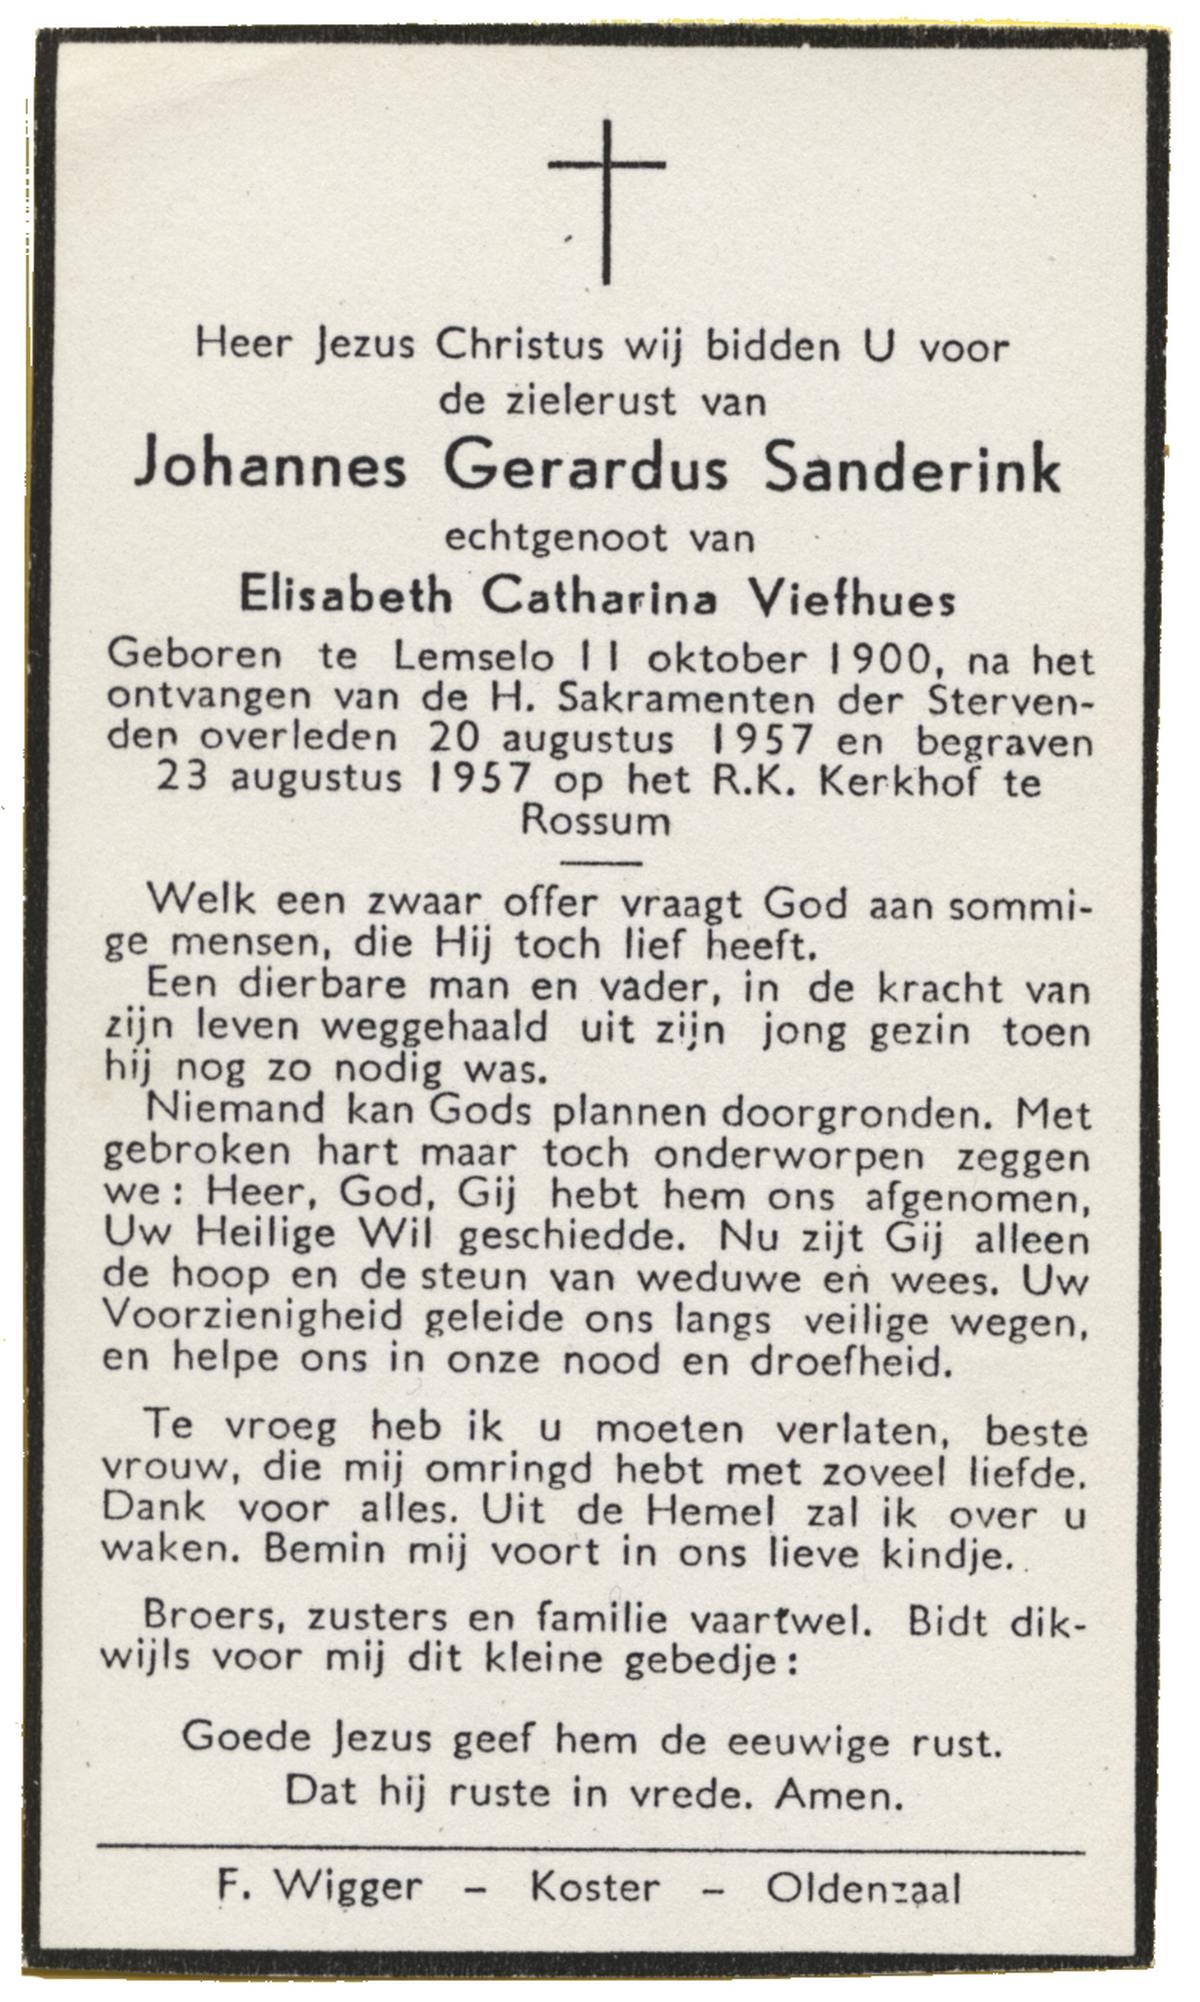 Heer Jezus Christus wij bidden U voor
de zielerust van
Johannes Gerardus Sanderink
echtgenoot van
Elisabeth Catharina Viefhues
Geboren te Lemselo 11 oktober 1900, na het
ontvangen van de H. Sakramenten der Sterven-
den overleden 20 augustus 1957 en begraven
23 augustus 1957 op het R.K. Kerkhof te
Rossum
Welk een zwaar offer vraagt God aan sommi-
ge mensen, die Hij toch lief heeft.
Een dierbare man en vader, in de kracht van
zijn leven weggehaald uit zijn jong gezin toen
hij nog zo nodig was.
Niemand kan Gods plannen doorgronden. Met
gebroken hart maar toch onderworpen zeggen
we : Heer, God, Gij hebt hem ons afgenomen,
Uw Heilige Wil geschiedde. Nu zijt Gij alleen
de hoop en de steun van weduwe en wees. Uw
Voorzienigheid geleide ons langs veilige wegen,
en helpe ons in onze nood en droefheid.
Te vroeg heb ik u moeten verlaten, beste
vrouw, die mij omringd hebt met zoveel liefde.
Dank voor alles. Uit de Hemel zal ik over u
waken. Bemin mij voort in ons lieve kindje.
Broers, zusters en familie vaartwel. Bidt dik-
wijls voor mij dit kleine gebedje :
Goede Jezus geef hem de eeuwige rust.
Dat hij ruste in vrede. Amen.
F. Wigger – Koster – Oldenzaal